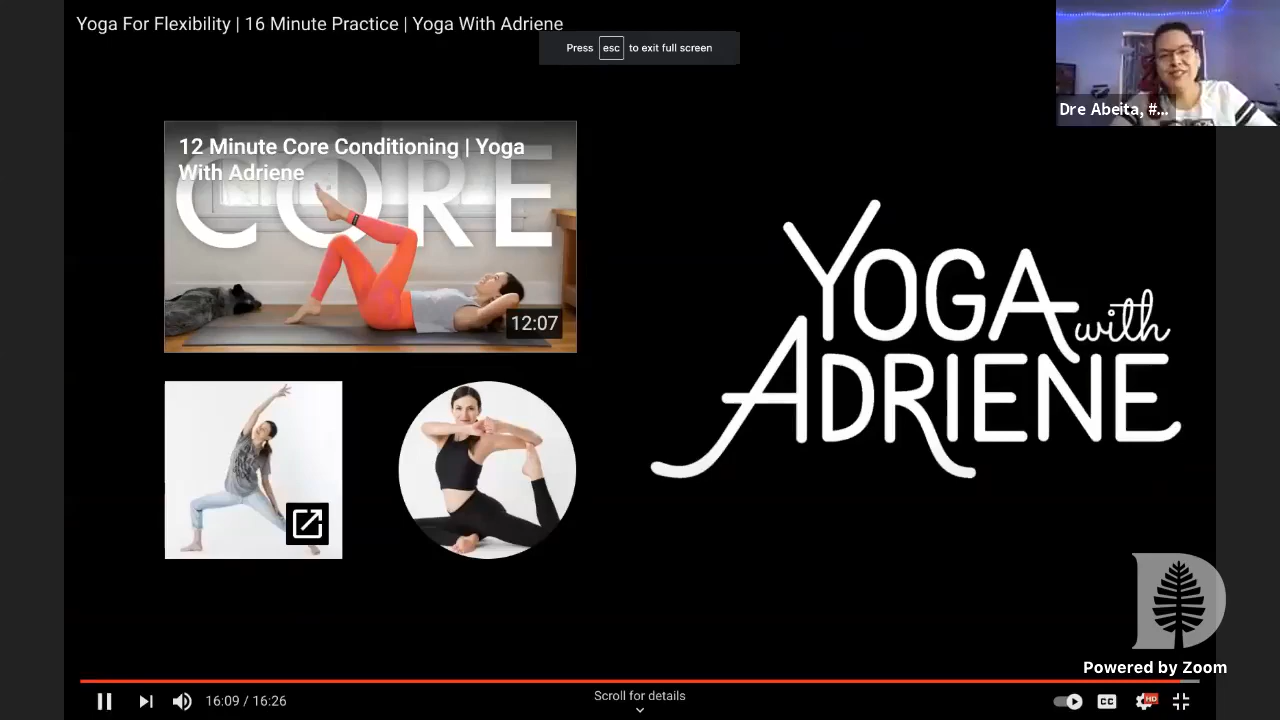 Yoga For Flexibility | 16 Minute Practice | Yoga With Adriene
Press esc to exit full screen
Dre Abeita, #...
12 Minute Core Conditioning | Yoga
With Adriene
CORE
12:07
YOGA with
ADRIENE
D
Powered by Zoom
16:09 / 16:26
Scroll for details
CC
HD